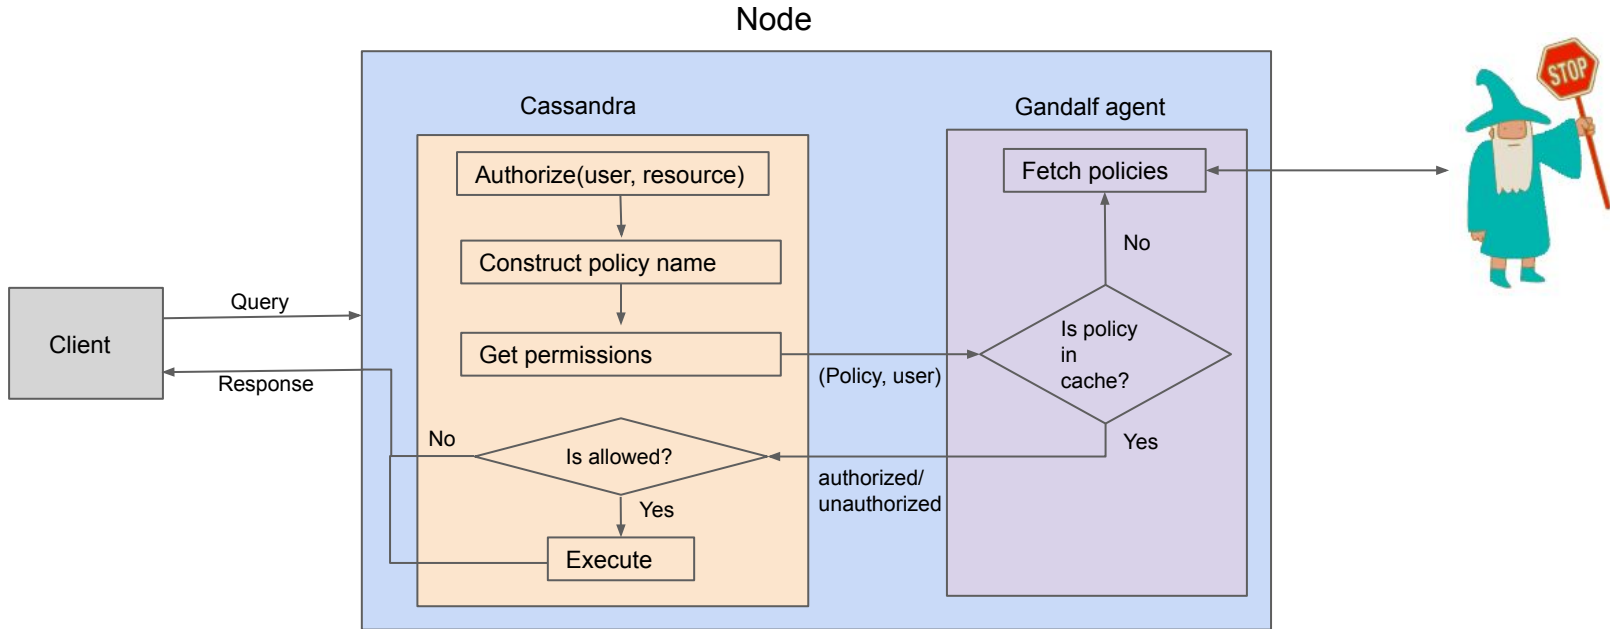 Node
Cassandra
Gandalf agent
STOP
Authorize(user, resource)
Fetch policies
Construct policy name
No
Query
Client
Get permissions
Is policy
in
cache?
(Policy, user)
Response
No
Is allowed?
Yes
authorized/
unauthorized
Yes
Execute